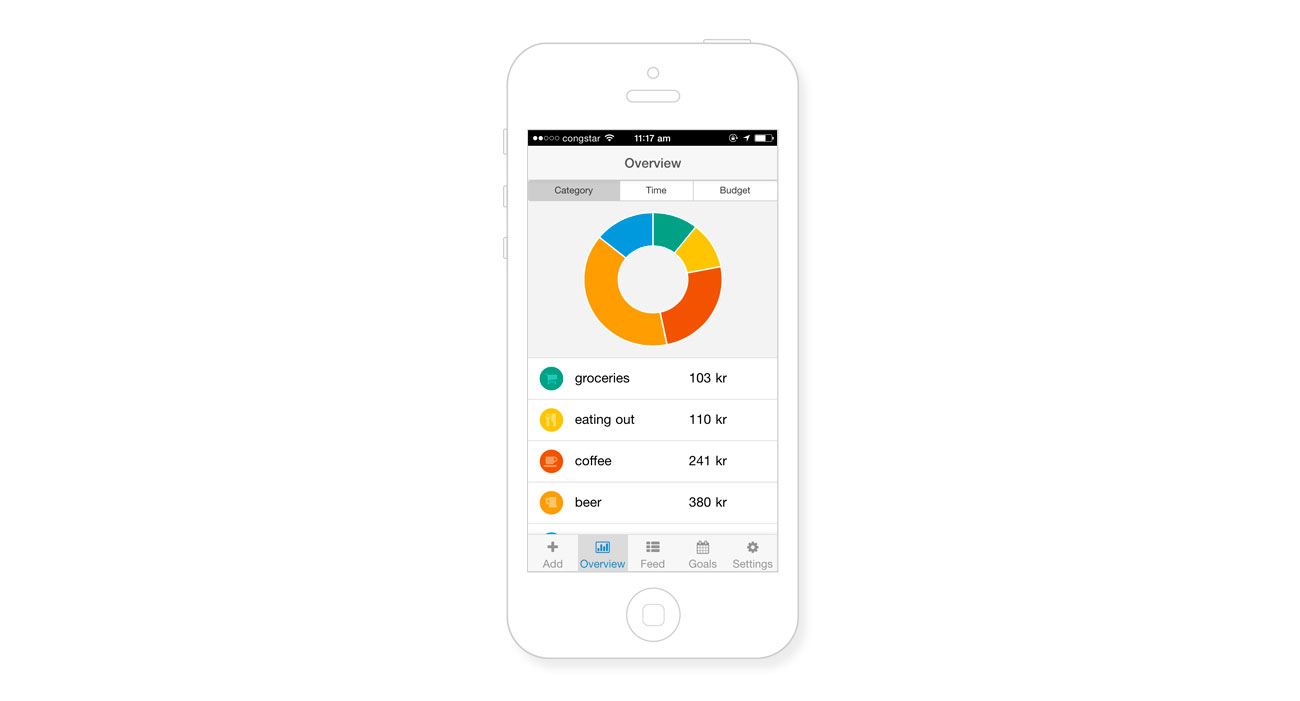 congstar 11:17 am
Overview
Category Time Budget
groceries 103 kr
eating out 110 kr
coffee 241 kr
beer 380 kr
Add Overview Feed Goals Settings